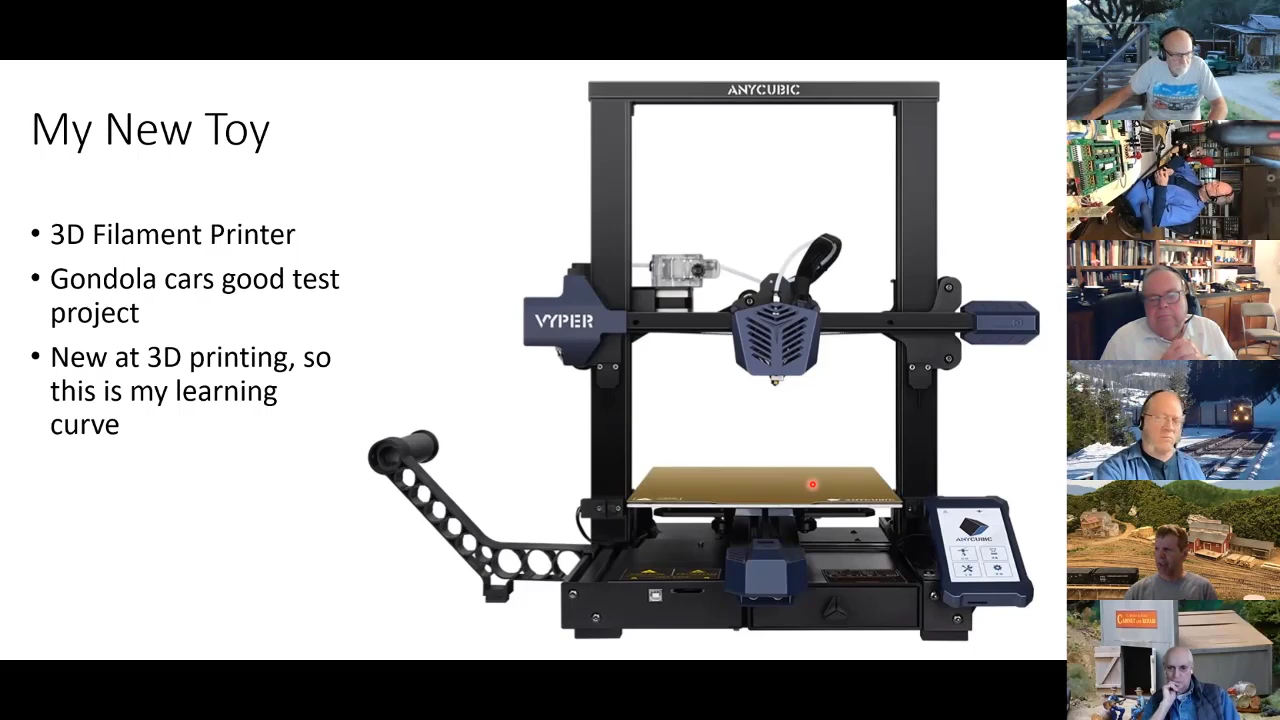 My New Toy
• 3D Filament Printer
• Gondola cars good test
project
• New at 3D printing, so
this is my learning
curve
ANYCUBIC
VYPER
ANYCUBIC
ANYCUBIC